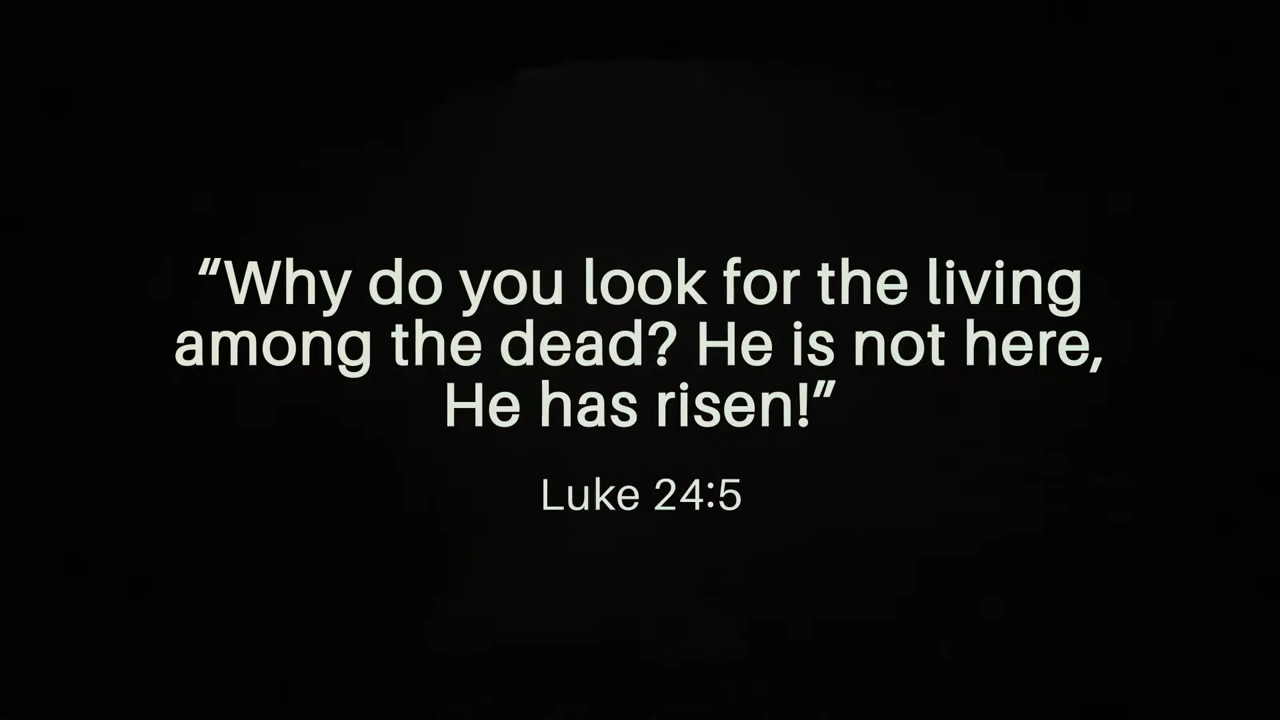 “Why do you look for the living
among the dead? He is not here,
He has risen!”
Luke 24:5